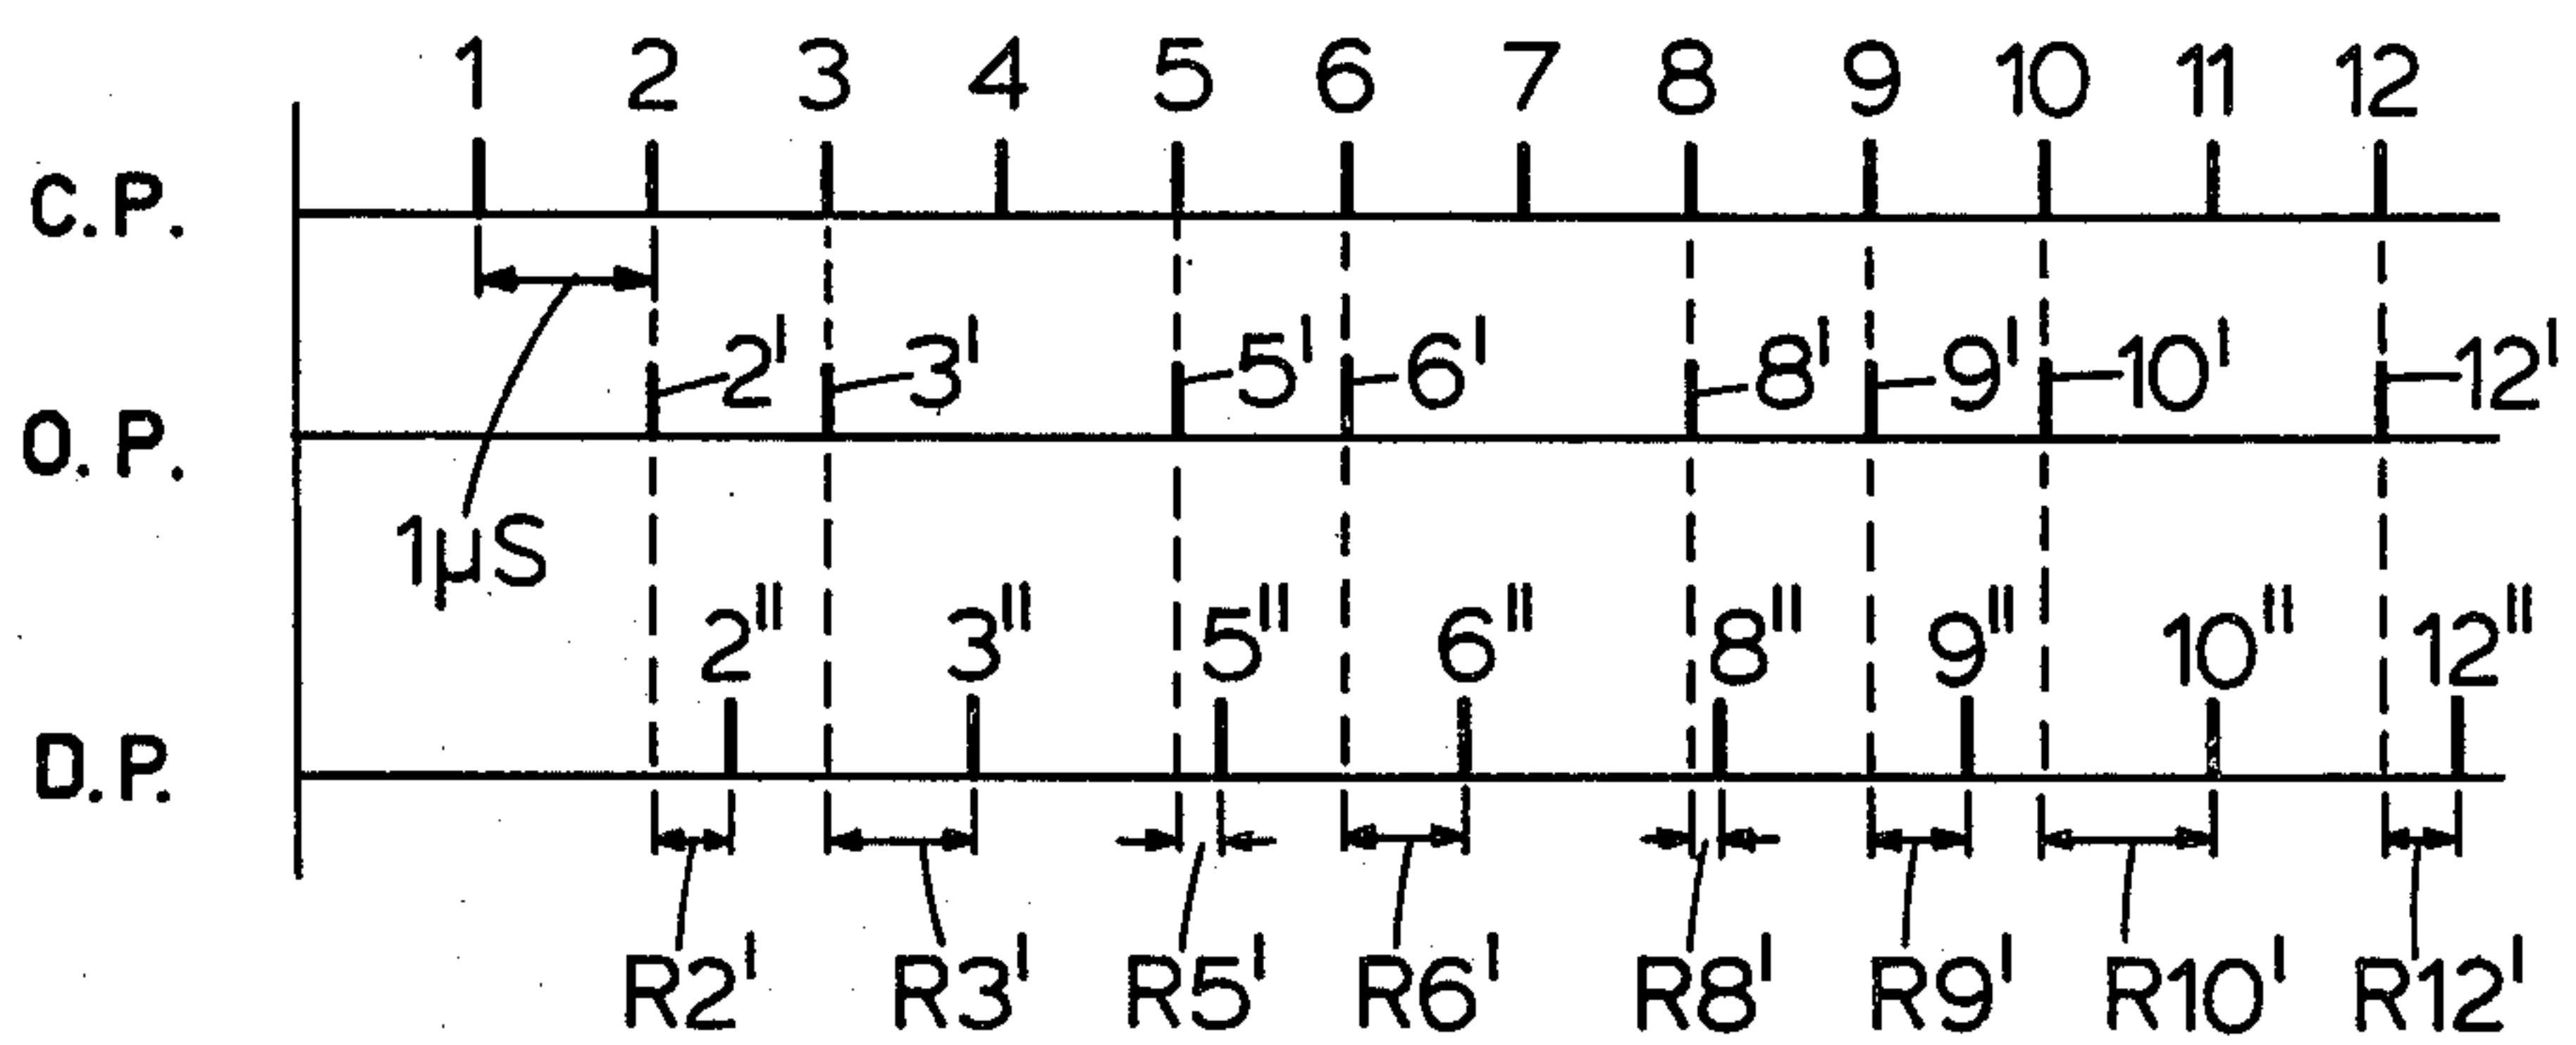 1 2 3 4 5 6 7 8 9 10 11 12
C.P.
2' 3' 5' 6' 8' 9' 10' 12'
O.P.
1µS
2" 3" 5" 6" 8" 9" 10" 12"
D.P.
R2' R3' R5' R6' R8' R9' R10' R12'